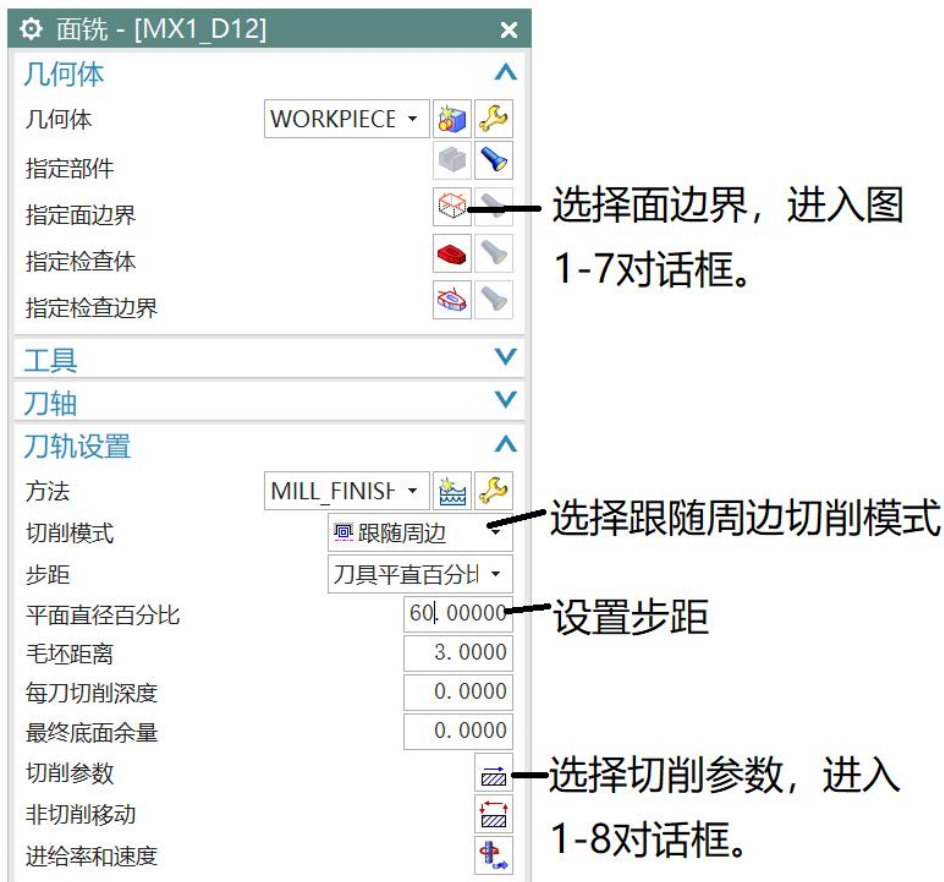 面铣 - [MX1_D12]
几何体
几何体 WORKPIECE
指定部件
指定面边界
选择面边界，进入图
1-7对话框。
指定检查体
指定检查边界
工具
刀轴
刀轨设置
方法 MILL_FINISH
切削模式 跟随周边
选择跟随周边切削模式
步距 刀具平直百分比
平面直径百分比 60.00000
设置步距
毛坯距离 3.0000
每刀切削深度 0.0000
最终底面余量 0.0000
切削参数
选择切削参数，进入
1-8对话框。
非切削移动
进给率和速度